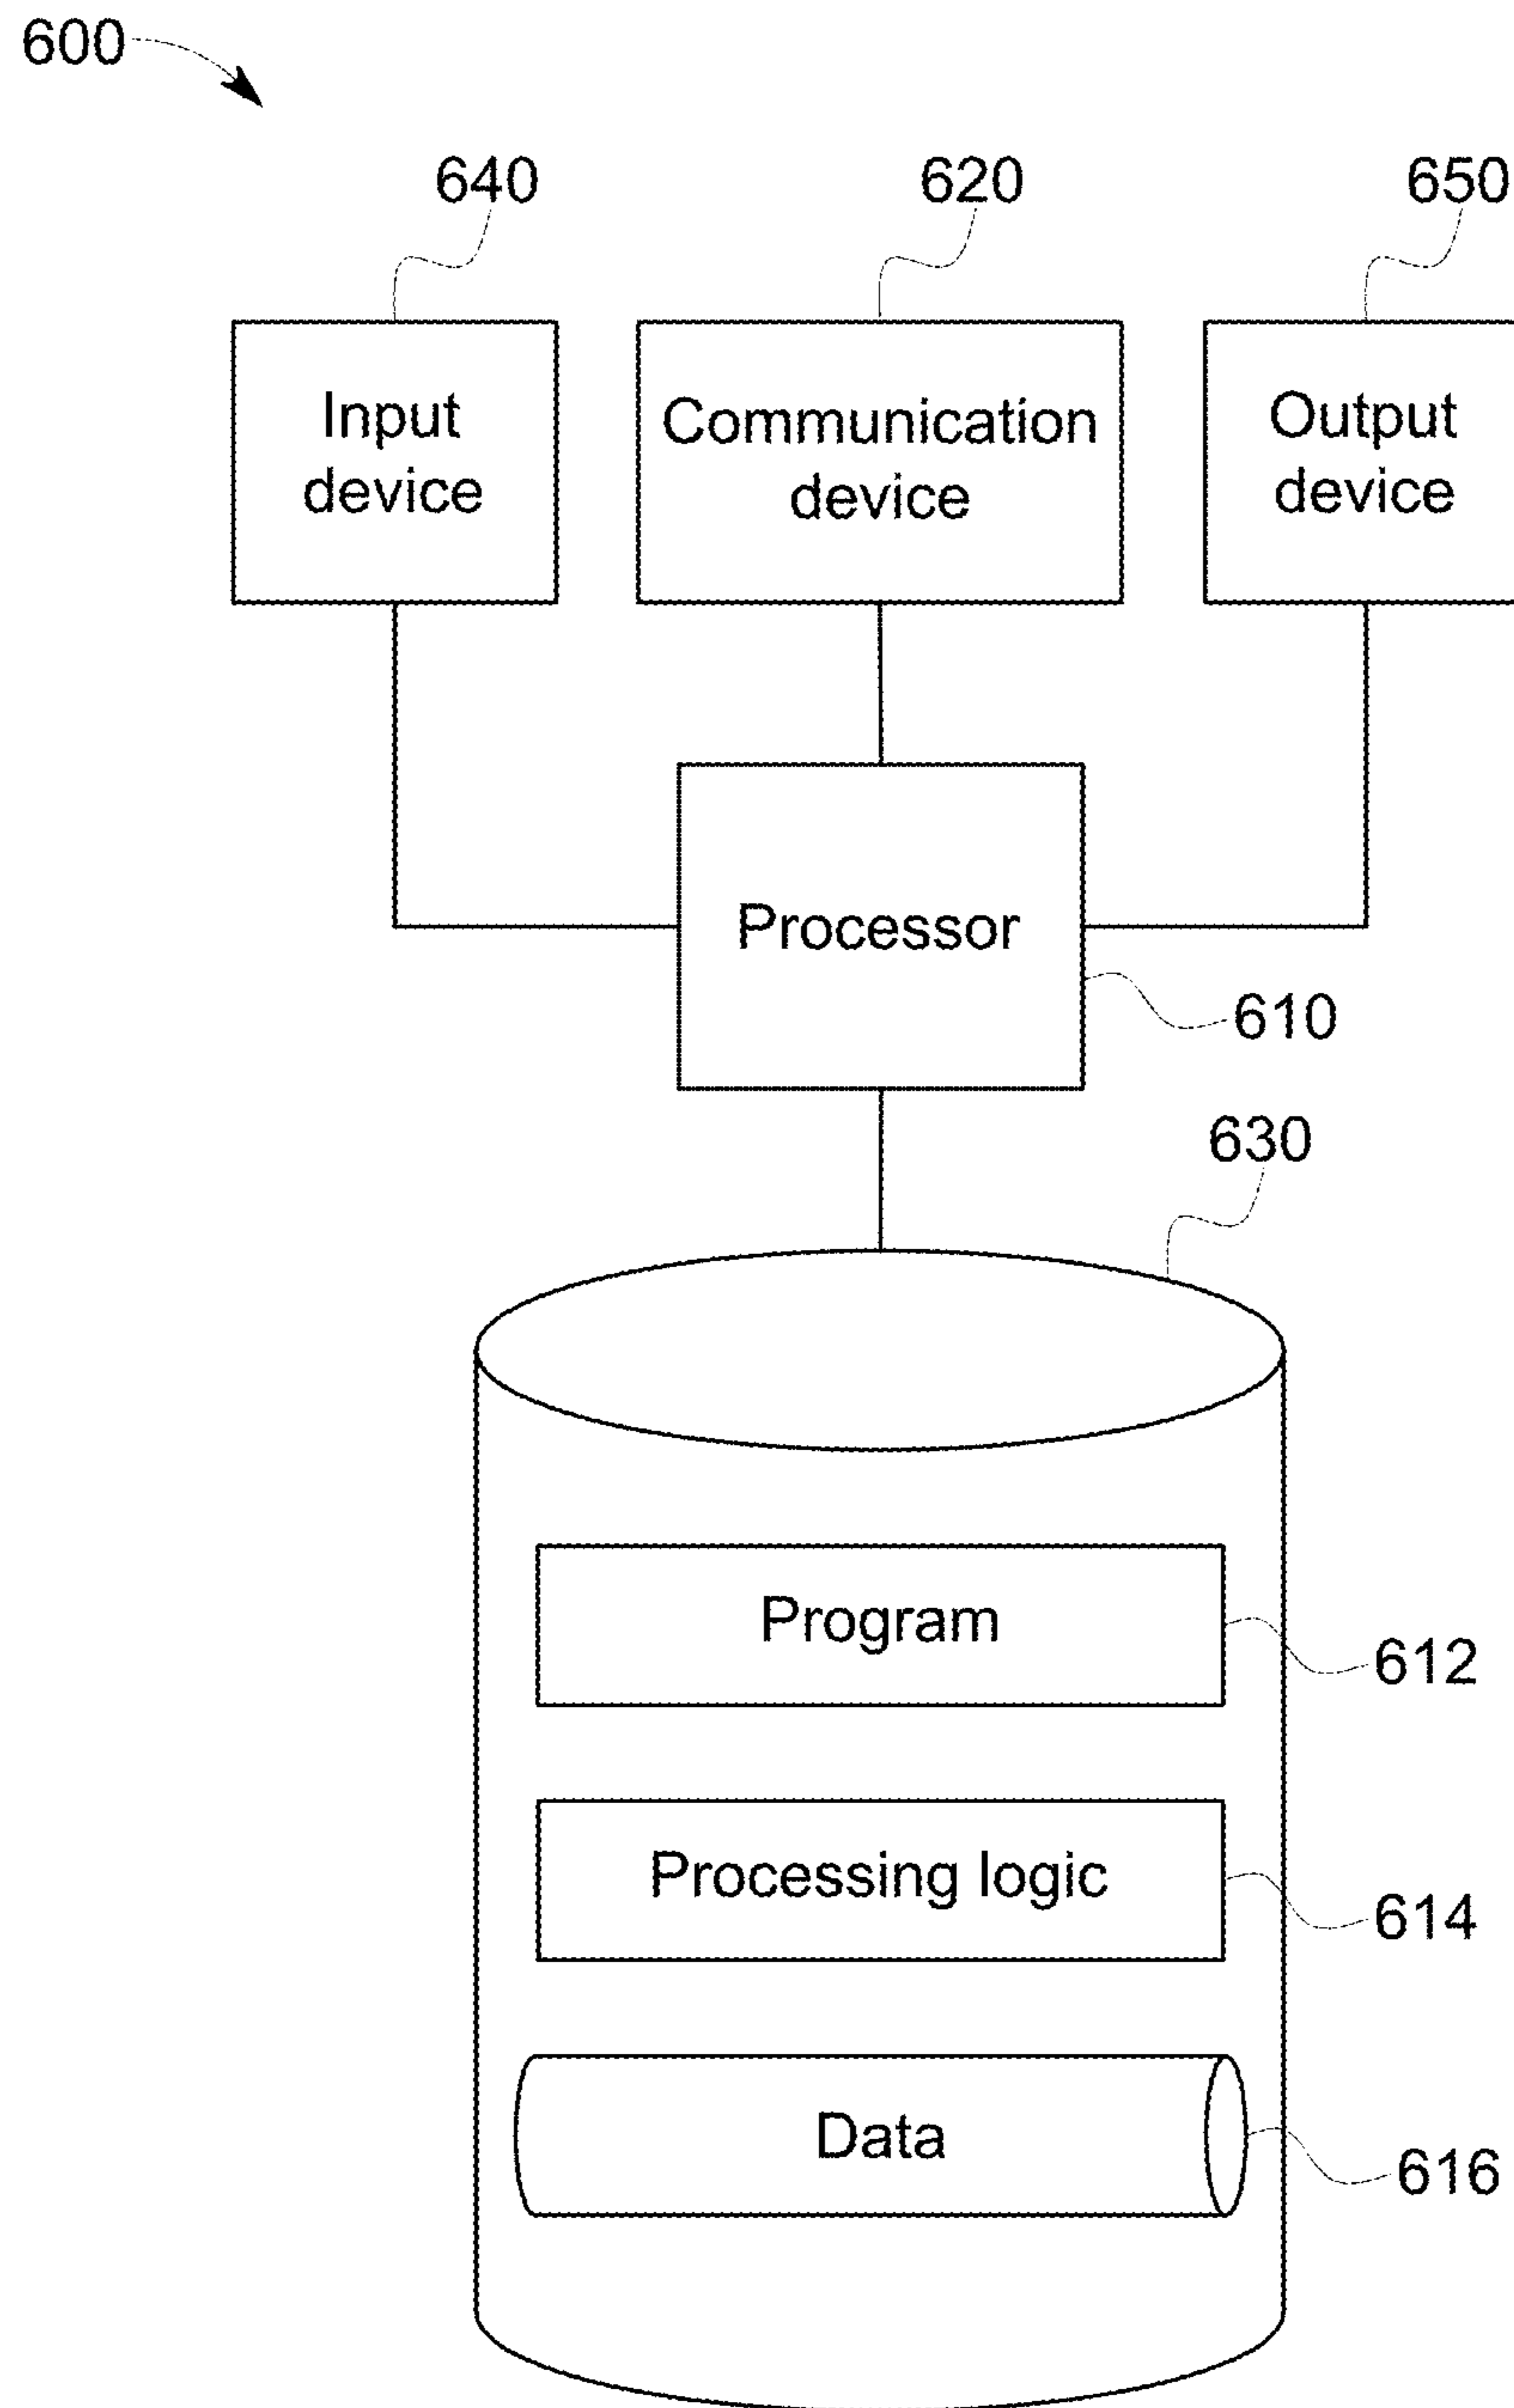 600
640
620
650
Input
device
Communication
device
Output
device
Processor
610
630
Program
612
Processing logic
614
Data
616